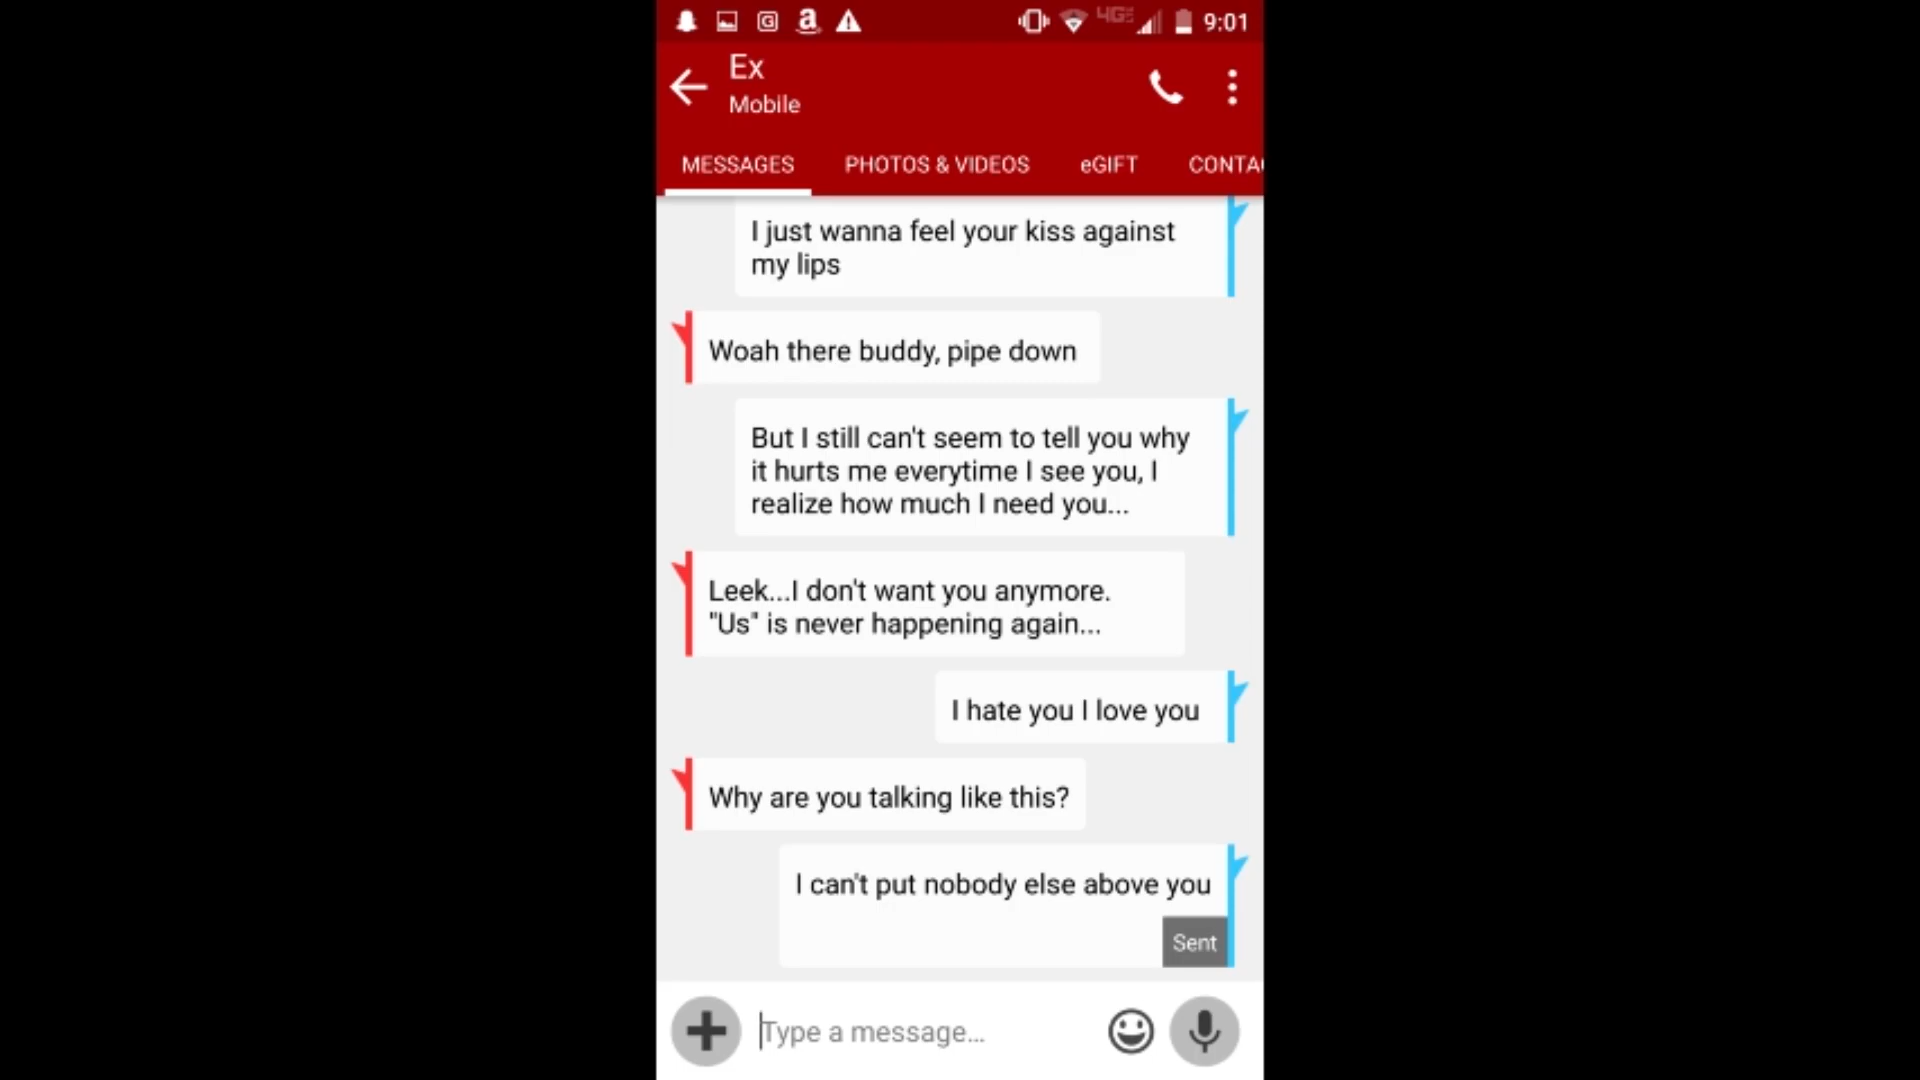 9:01
Ex
Mobile
MESSAGES PHOTOS & VIDEOS eGIFT CONTA
I just wanna feel your kiss against
my lips
Woah there buddy, pipe down
But I still can't seem to tell you why
it hurts me everytime I see you, I
realize how much I need you...
Leek...I don't want you anymore.
"Us" is never happening again...
I hate you I love you
Why are you talking like this?
I can't put nobody else above you
Sent
Type a message...